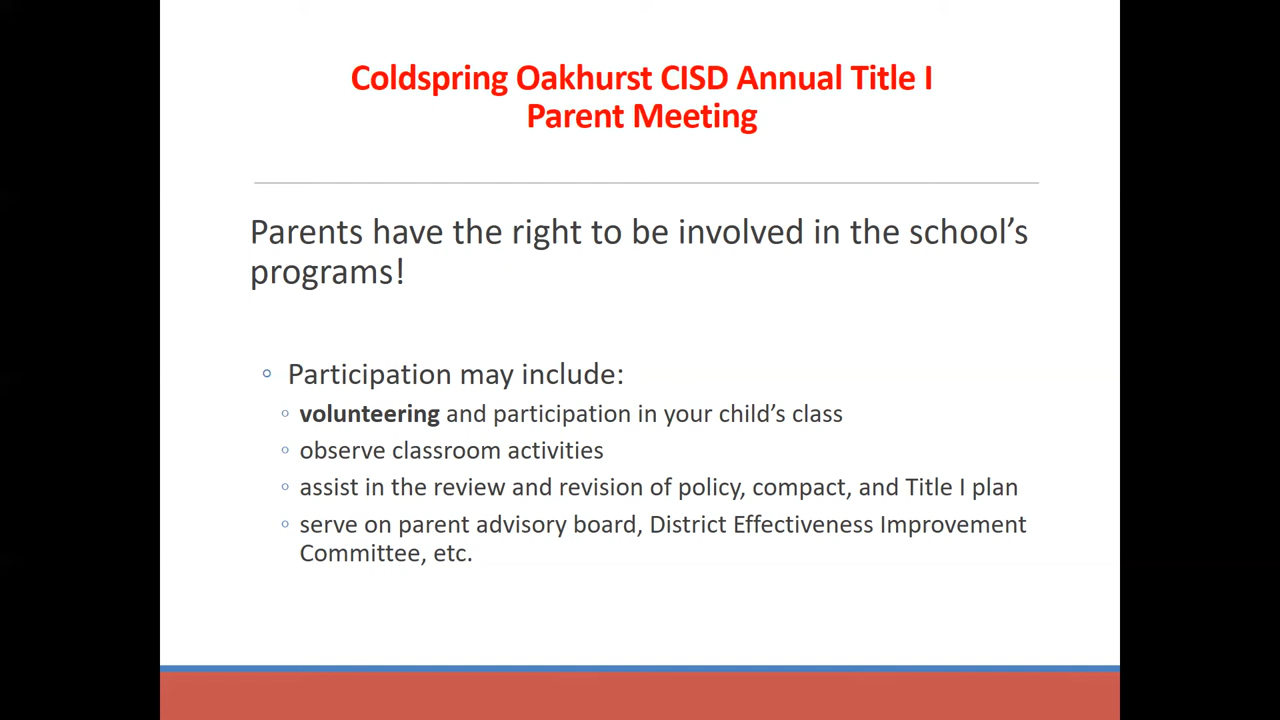 Coldspring Oakhurst CISD Annual Title I
Parent Meeting
Parents have the right to be involved in the school’s
programs!
◦ Participation may include:
◦ volunteering and participation in your child’s class
◦ observe classroom activities
◦ assist in the review and revision of policy, compact, and Title I plan
◦ serve on parent advisory board, District Effectiveness Improvement
Committee, etc.